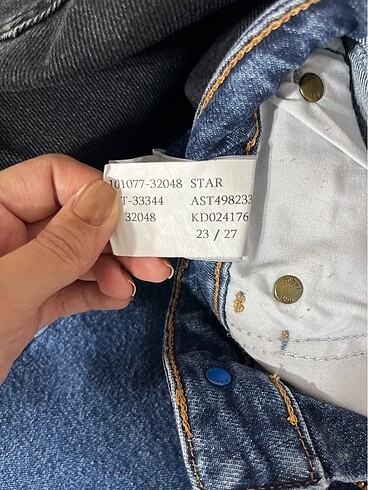 101077-32048 STAR
T-33344 AST498233
32048 KD024176
23 / 27